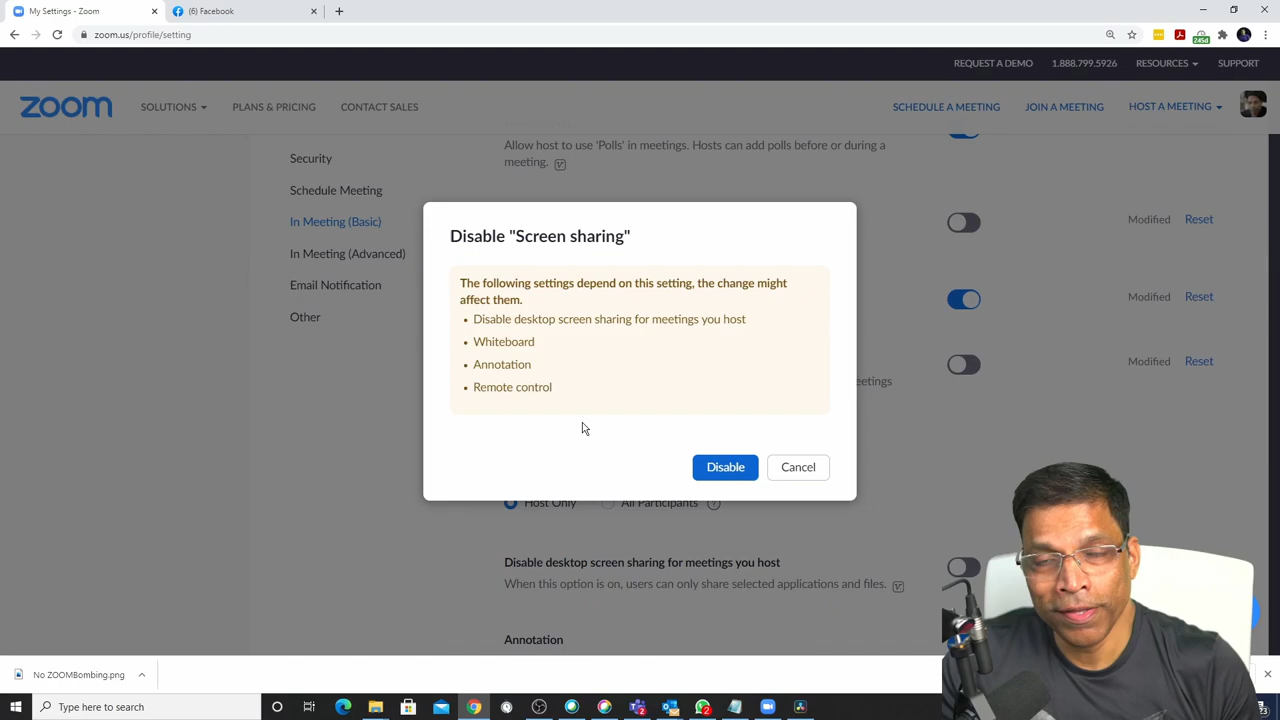 My Settings - Zoom
(6) Facebook
zoom.us/profile/setting
245d
REQUEST A DEMO 1.888.799.5926 RESOURCES SUPPORT
zoom SOLUTIONS PLANS & PRICING CONTACT SALES SCHEDULE A MEETING JOIN A MEETING HOST A MEETING
Security
Schedule Meeting
In Meeting (Basic)
In Meeting (Advanced)
Email Notification
Other
Allow host to use 'Polls' in meetings. Hosts can add polls before or during a
meeting.
Modified Reset
Modified Reset
Modified Reset
eetings
Disable "Screen sharing"
The following settings depend on this setting, the change might
affect them.
• Disable desktop screen sharing for meetings you host
• Whiteboard
• Annotation
• Remote control
Disable Cancel
Host Only All Participants
Disable desktop screen sharing for meetings you host
When this option is on, users can only share selected applications and files.
Annotation
No ZOOMBombing.png
Type here to search